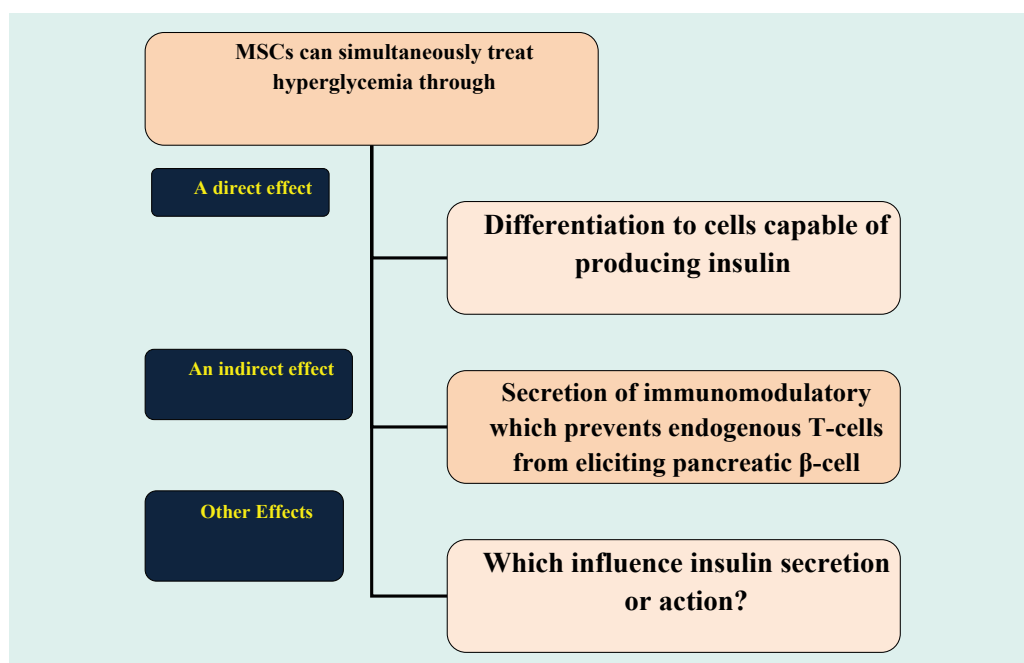 MSCs can simultaneously treat
hyperglycemia through
A direct effect
Differentiation to cells capable of
producing insulin
An indirect effect
Secretion of immunomodulatory
which prevents endogenous T-cells
from eliciting pancreatic β-cell
Other Effects
Which influence insulin secretion
or action?